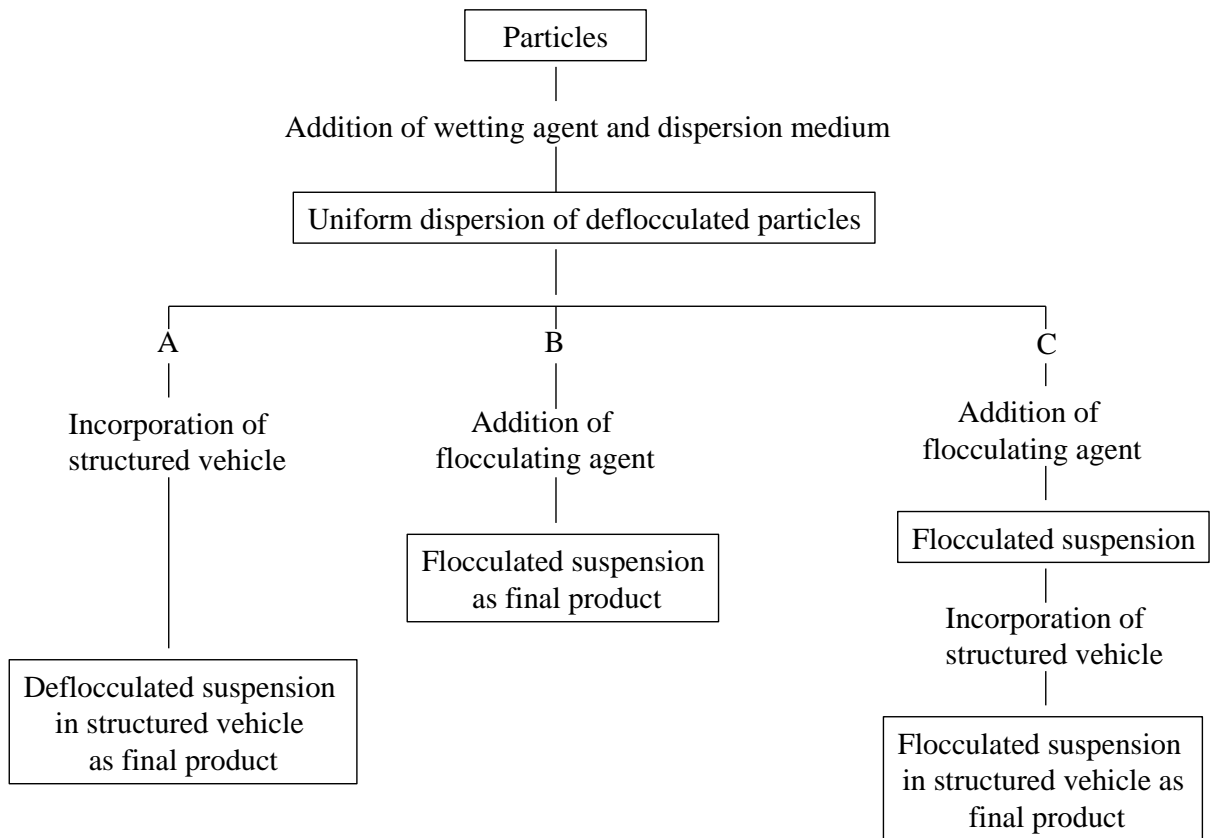 Particles
Addition of wetting agent and dispersion medium
Uniform dispersion of deflocculated particles
A
Incorporation of
structured vehicle
Deflocculated suspension
in structured vehicle
as final product
B
Addition of
flocculating agent
Flocculated suspension
as final product
C
Addition of
flocculating agent
Flocculated suspension
Incorporation of
structured vehicle
Flocculated suspension
in structured vehicle as
final product